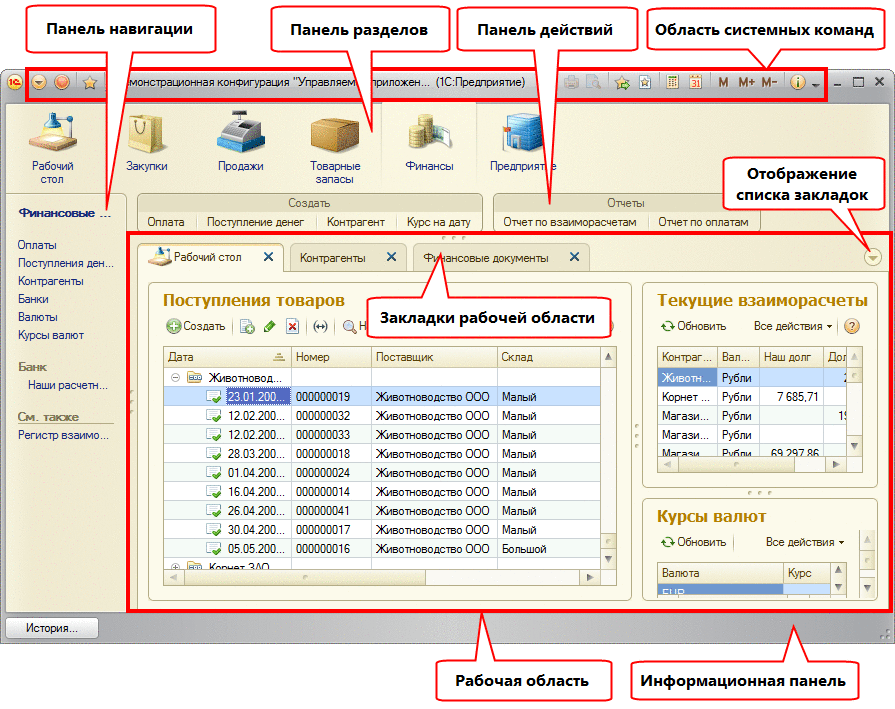 Панель навигации
Панель разделов
Панель действий
Область системных команд
монстрационная конфигурация "Управляем приложен... (1С:Предприятие)
M M+ M-
31
Рабочий стол
Закупки
Продажи
Товарные запасы
Финансы
Предприятие
Отображение
списка закладок
Финансовые ...
Создать
Отчеты
Оплата Поступление денег Контрагент Курс на дату
Отчет по взаиморасчетам Отчет по оплатам
Оплаты
Поступления ден...
Контрагенты
Банки
Валюты
Курсы валют
Банк
Наши расчетн...
См. также
Регистр взаимо...
Рабочий стол
Контрагенты
Финансовые документы
Закладки рабочей области
Поступления товаров
Создать
Дата Номер Поставщик Склад
Животновод...
23.01.200... 000000019 Животноводство ООО Малый
12.02.200... 000000032 Животноводство ООО Малый
12.02.200... 000000033 Животноводство ООО Малый
28.03.200... 000000018 Животноводство ООО Малый
01.04.200... 000000024 Животноводство ООО Малый
16.04.200... 000000014 Животноводство ООО Малый
26.04.200... 000000041 Животноводство ООО Малый
30.04.200... 000000017 Животноводство ООО Малый
05.05.200... 000000016 Животноводство ООО Большой
Корнет ЗАО
Текущие взаиморасчеты
Обновить Все действия
Контраг... Вал... Наш долг Дол
Животн... Рубли
Корнет ... Рубли 7 685,71
Магази... Рубли
Магази... Рубли
Магази... Рубли 69 297,86
Курсы валют
Обновить Все действия
Валюта Курс
EUR
История...
Рабочая область
Информационная панель